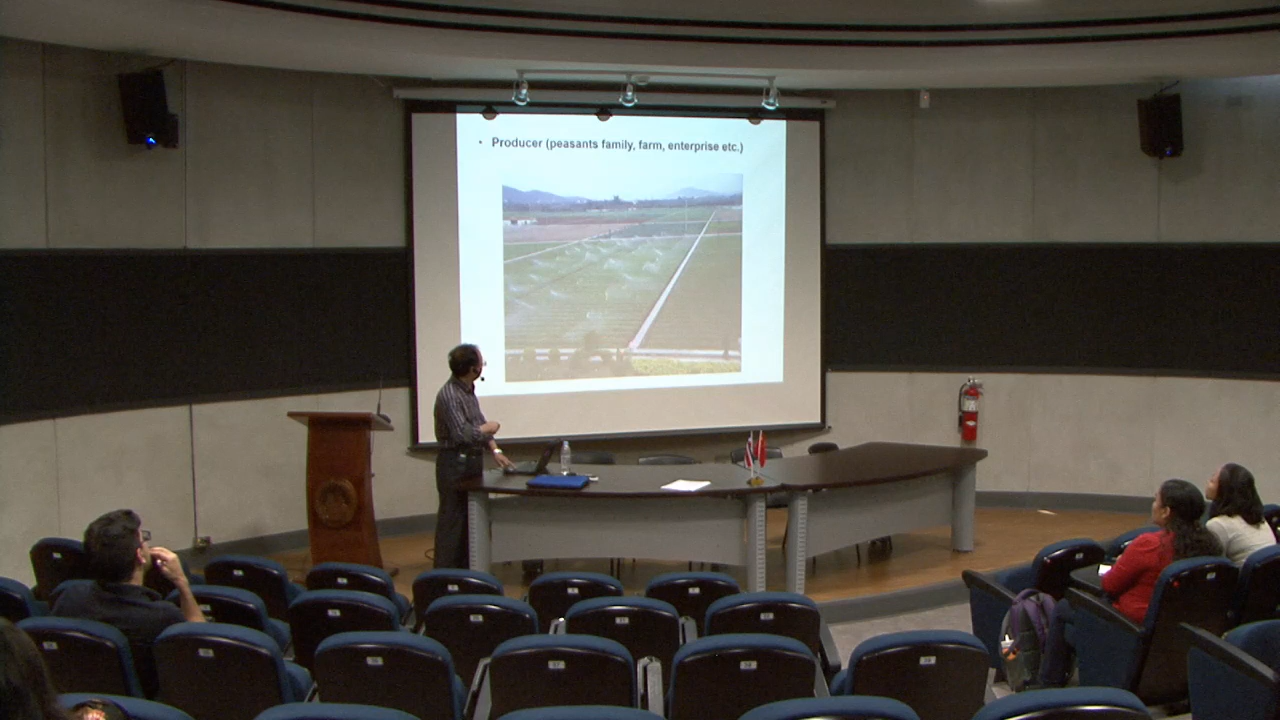 • Producer (peasants family, farm, enterprise etc.)